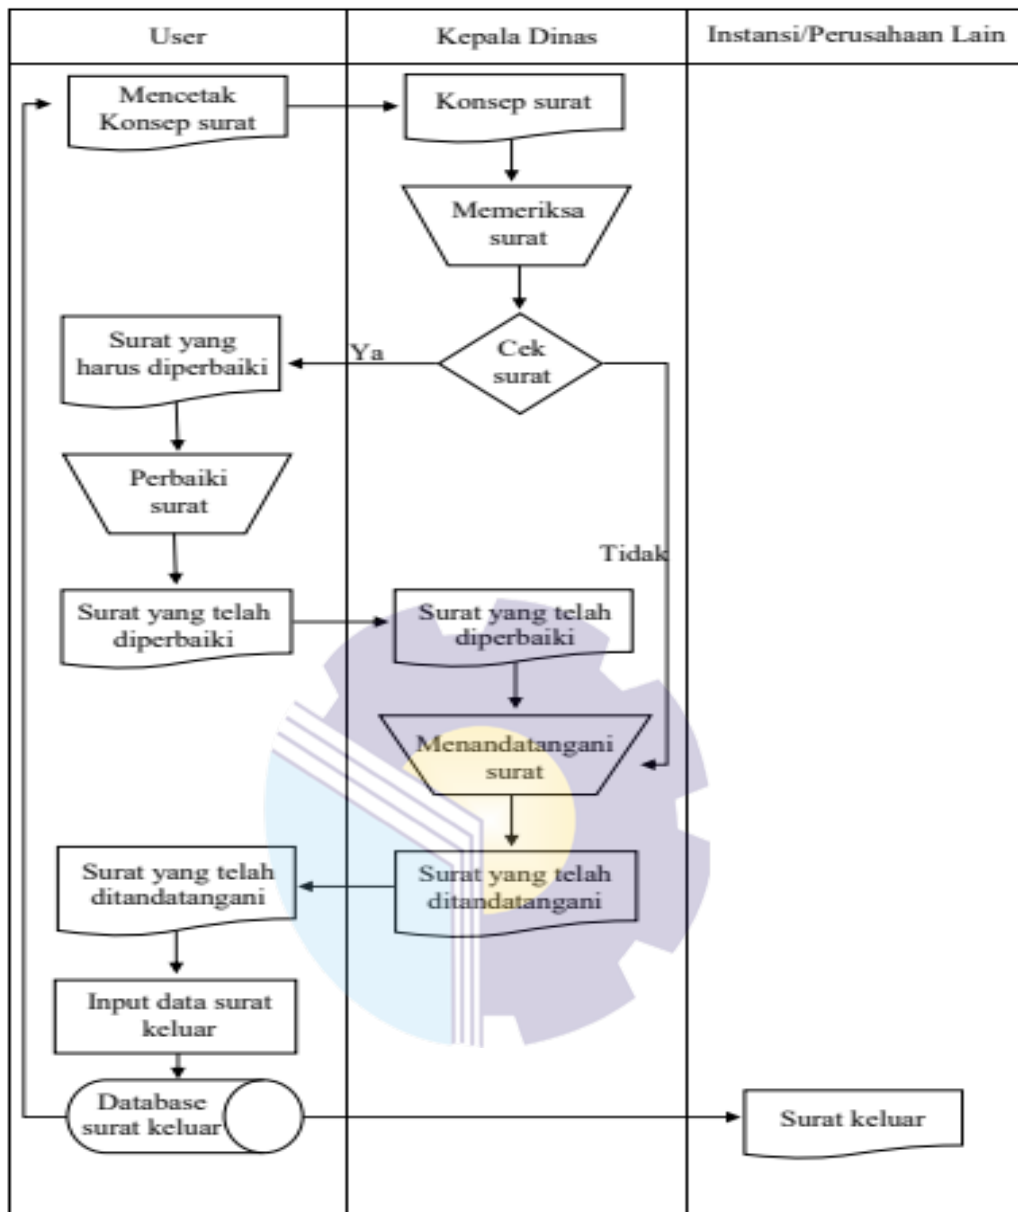 User
Kepala Dinas
Instansi/Perusahaan Lain
Mencetak
Konsep surat
Konsep surat
Memeriksa
surat
Cek
surat
Ya
Surat yang
harus diperbaiki
Perbaiki
surat
Tidak
Surat yang telah
diperbaiki
Surat yang telah
diperbaiki
Menandatangani
surat
Surat yang telah
ditandatangani
Surat yang telah
ditandatangani
Input data surat
keluar
Database
surat keluar
Surat keluar